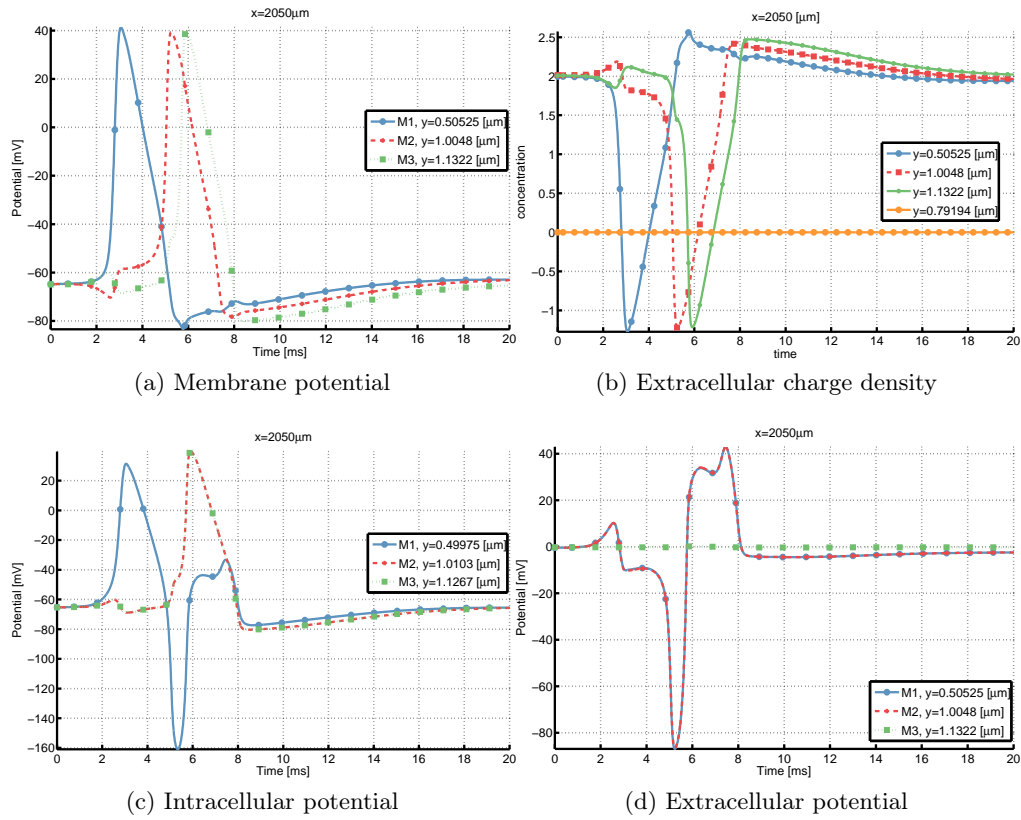 x=2050μm
Potential [mV]
40
20
0
−20
−40
−60
−80
M1, y=0.50525 [μm]
M2, y=1.0048 [μm]
M3, y=1.1322 [μm]
0 2 4 6 8 10 12 14 16 18 20
Time [ms]
(a) Membrane potential
x=2050 [μm]
concentration
2.5
2
1.5
1
0.5
0
−0.5
−1
y=0.50525 [μm]
y=1.0048 [μm]
y=1.1322 [μm]
y=0.79194 [μm]
0 2 4 6 8 10 12 14 16 18 20
time
(b) Extracellular charge density
x=2050μm
Potential [mV]
20
0
−20
−40
−60
−80
−100
−120
−140
−160
M1, y=0.49975 [μm]
M2, y=1.0103 [μm]
M3, y=1.1267 [μm]
0 2 4 6 8 10 12 14 16 18 20
Time [ms]
(c) Intracellular potential
x=2050μm
Potential [mV]
40
20
0
−20
−40
−60
−80
M1, y=0.50525 [μm]
M2, y=1.0048 [μm]
M3, y=1.1322 [μm]
0 2 4 6 8 10 12 14 16 18 20
Time [ms]
(d) Extracellular potential